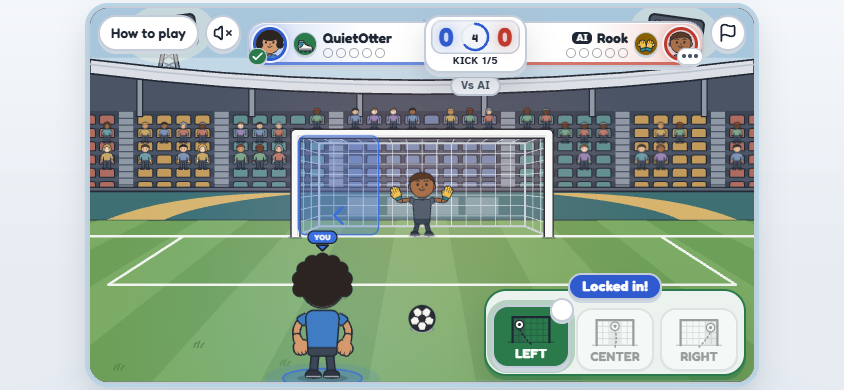 How to play
QuietOtter
0
4
0
KICK 1/5
AI Rook
Vs AI
YOU
Locked in!
LEFT
CENTER
RIGHT